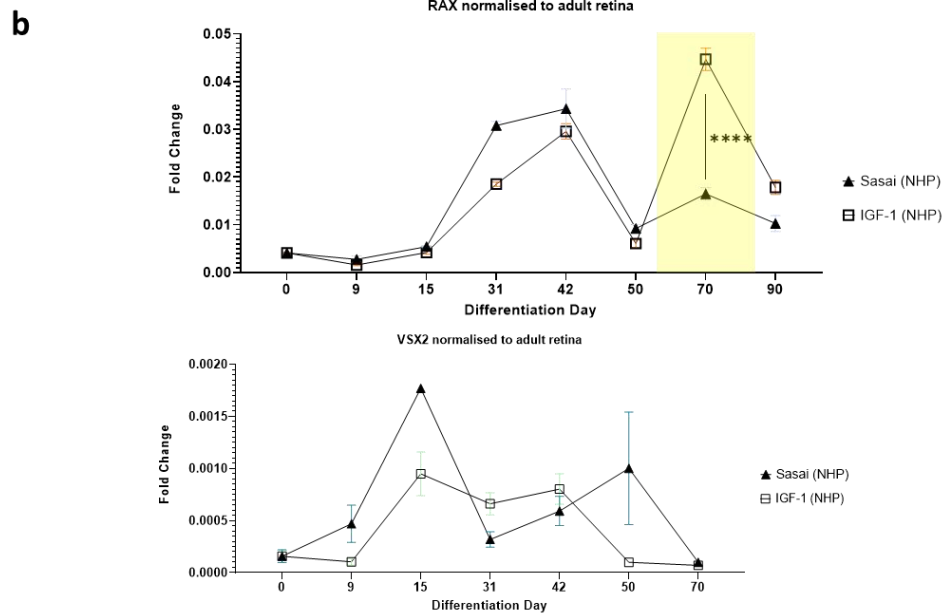 b
RAX normalised to adult retina
Fold Change
0.05
0.04
0.03
0.02
0.01
0.00
****
0 9 15 31 42 50 70 90
Differentiation Day
Sasai (NHP)
IGF-1 (NHP)
VSX2 normalised to adult retina
Fold Change
0.0020
0.0015
0.0010
0.0005
0.0000
0 9 15 31 42 50 70
Differentiation Day
Sasai (NHP)
IGF-1 (NHP)